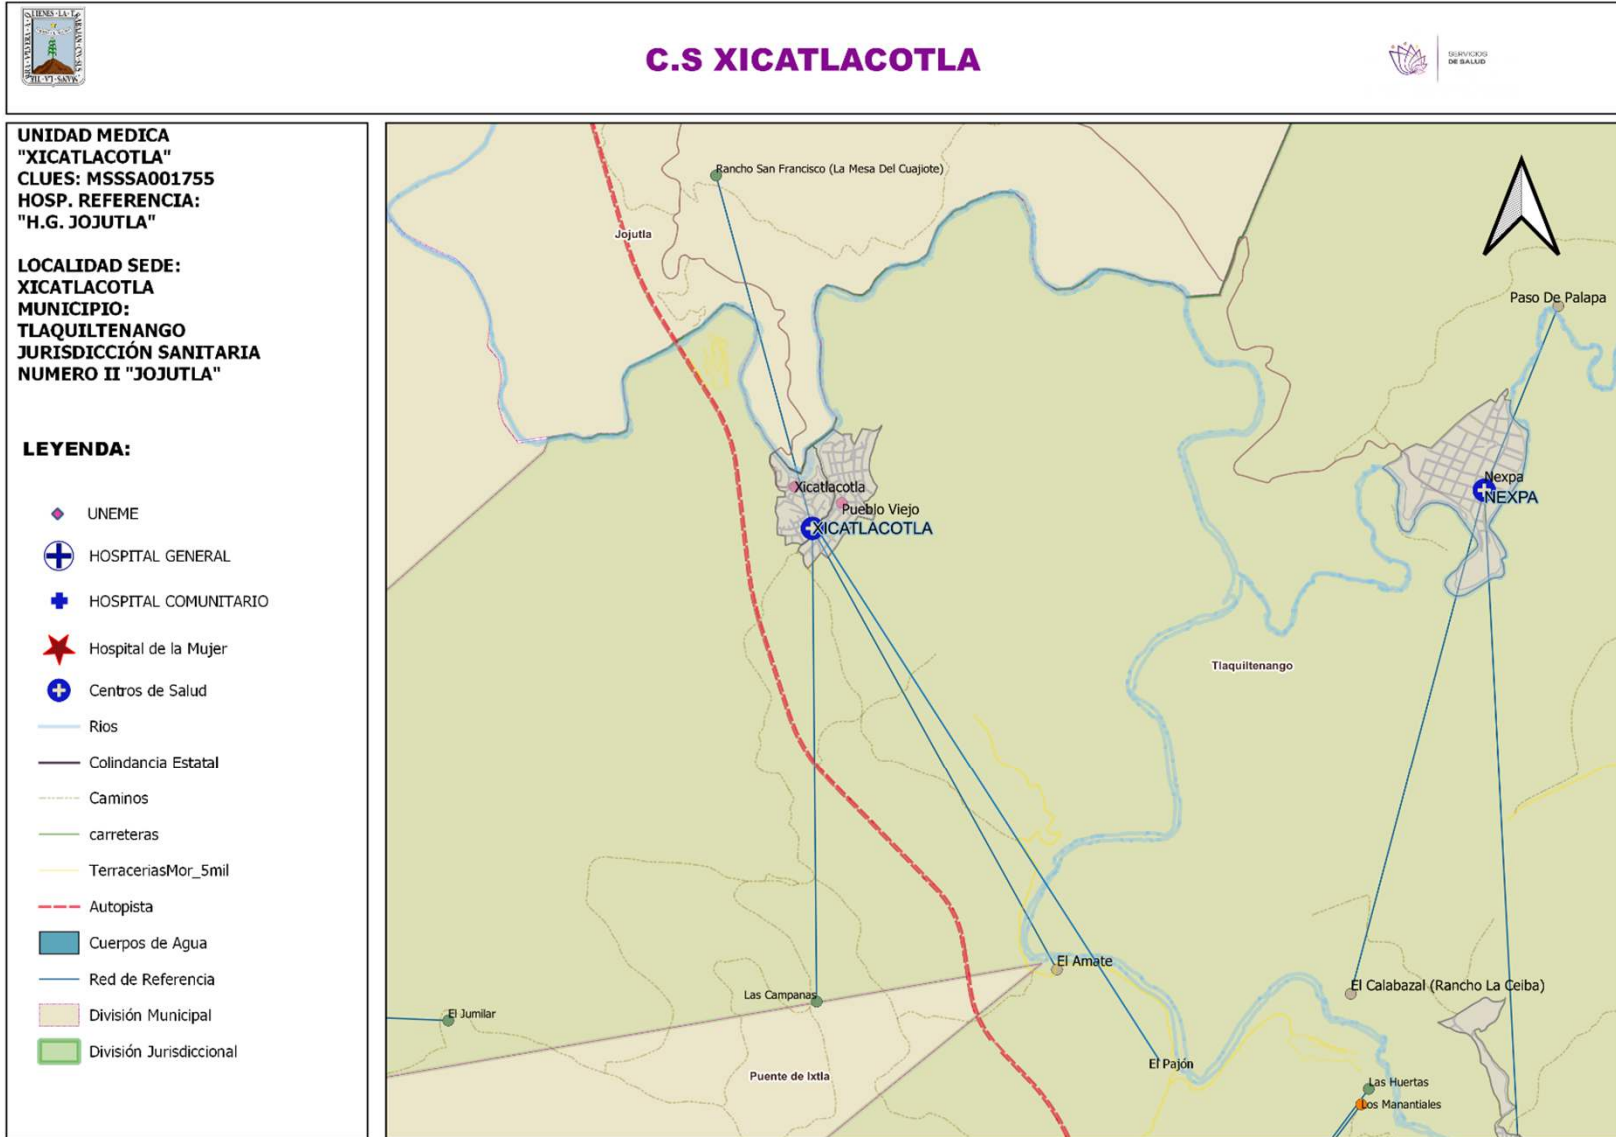 C.S XICATLACOTLA
SERVICIOS
DE SALUD
UNIDAD MEDICA
"XICATLACOTLA"
CLUES: MSSSA001755
HOSP. REFERENCIA:
"H.G. JOJUTLA"
LOCALIDAD SEDE:
XICATLACOTLA
MUNICIPIO:
TLAQUILTENANGO
JURISDICCIÓN SANITARIA
NUMERO II "JOJUTLA"
LEYENDA:
UNEME
HOSPITAL GENERAL
HOSPITAL COMUNITARIO
Hospital de la Mujer
Centros de Salud
Rios
Colindancia Estatal
Caminos
carreteras
TerraceriasMor_5mil
Autopista
Cuerpos de Agua
Red de Referencia
División Municipal
División Jurisdiccional
Rancho San Francisco (La Mesa Del Cuajiote)
Jojutla
Paso De Palapa
Xicatlacotla
Pueblo Viejo
XICATLACOTLA
Nexpa
NEXPA
Tlaquiltenango
El Amate
Las Campanas
El Calabazal (Rancho La Ceiba)
El Jumilar
El Pajón
Puente de Ixtla
Las Huertas
Los Manantiales